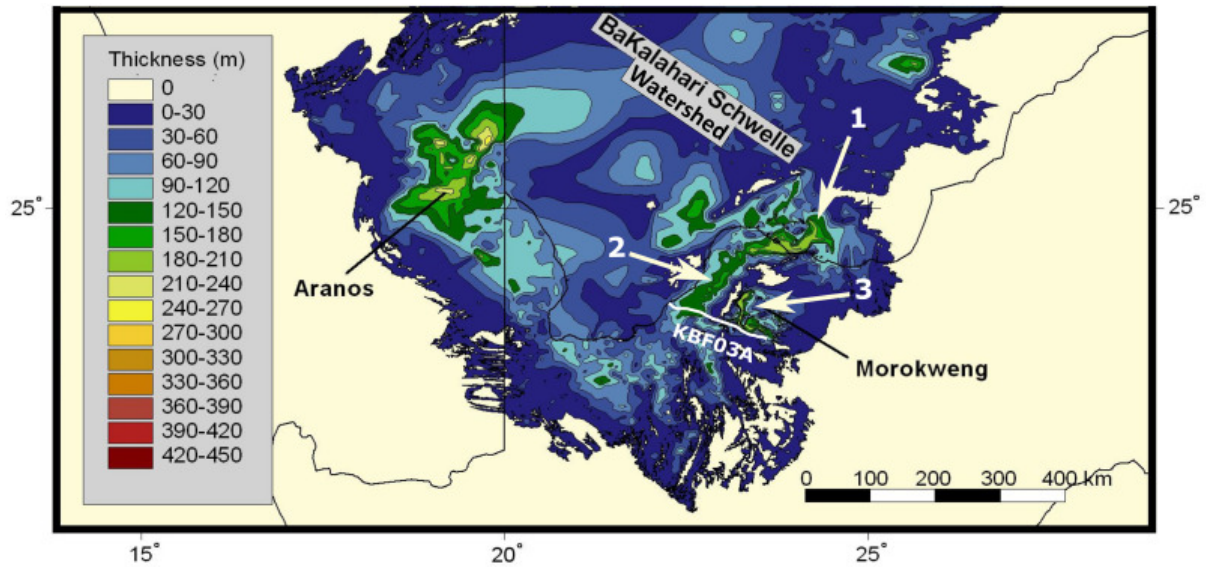 BaKalahari Schwelle
Watershed
Thickness (m)
0
0-30
30-60
60-90
90-120
120-150
150-180
180-210
210-240
240-270
270-300
300-330
330-360
360-390
390-420
420-450
1
25˚
25˚
2
Aranos
3
KBF03A
Morokweng
0 100 200 300 400 km
15˚ 20˚ 25˚